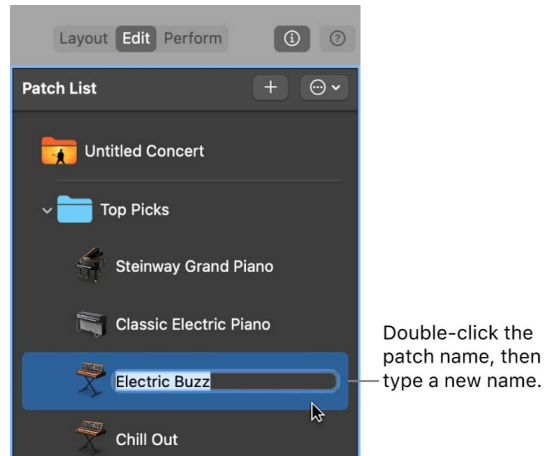 Layout Edit Perform
Patch List
Untitled Concert
Top Picks
Steinway Grand Piano
Classic Electric Piano
Electric Buzz
Chill Out
Double-click the
patch name, then
type a new name.